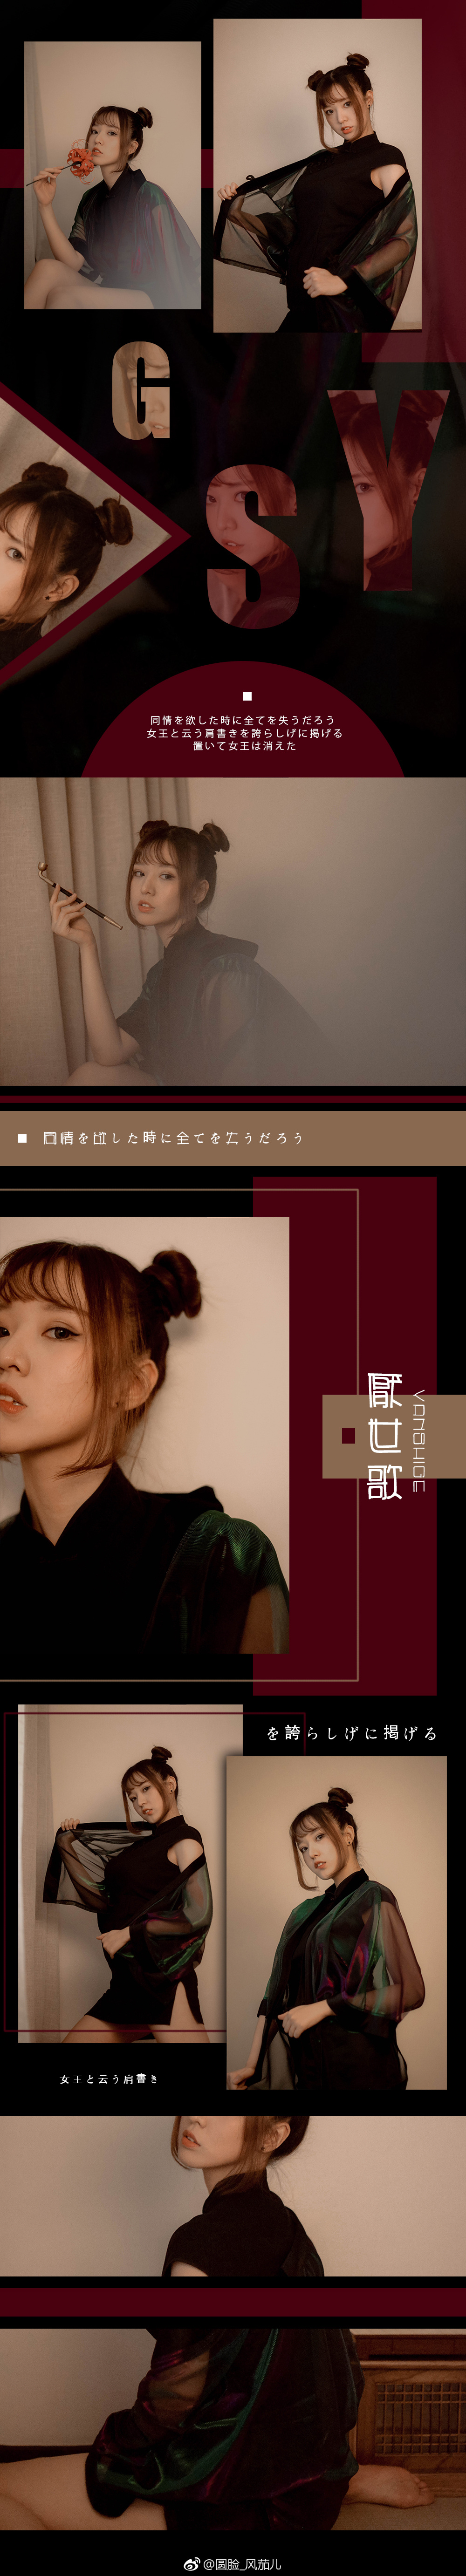 G
S
Y
同情を欲した時に全てを失うだろう
女王と云う肩書きを誇らしげに掲げる
置いて女王は消えた
同情を欲した時に全てを失うだろう
厭世歌
YANSHIGE
を誇らしげに掲げる
女王と云う肩書き
@圆脸_风茄儿